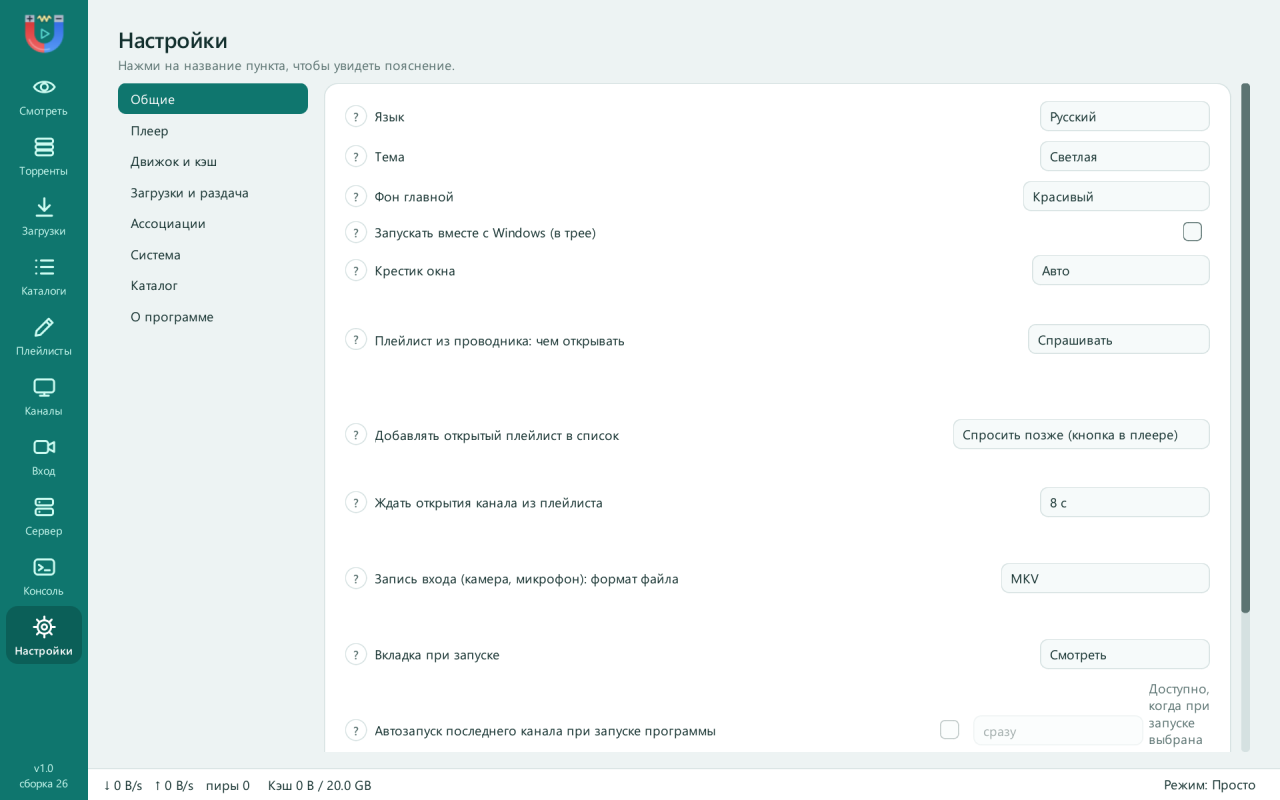 Настройки
Нажми на название пункта, чтобы увидеть пояснение.
Смотреть
Торренты
Загрузки
Каталоги
Плейлисты
Каналы
Вход
Сервер
Консоль
Настройки
v1.0
сборка 26
Общие
Плеер
Движок и кэш
Загрузки и раздача
Ассоциации
Система
Каталог
О программе
? Язык Русский
? Тема Светлая
? Фон главной Красивый
? Запускать вместе с Windows (в трее)
? Крестик окна Авто
? Плейлист из проводника: чем открывать Спрашивать
? Добавлять открытый плейлист в список Спросить позже (кнопка в плеере)
? Ждать открытия канала из плейлиста 8 с
? Запись входа (камера, микрофон): формат файла MKV
? Вкладка при запуске Смотреть
? Автозапуск последнего канала при запуске программы сразу
Доступно,
когда при
запуске
выбрана
↓ 0 B/s ↑ 0 B/s пиры 0 Кэш 0 B / 20.0 GB Режим: Просто